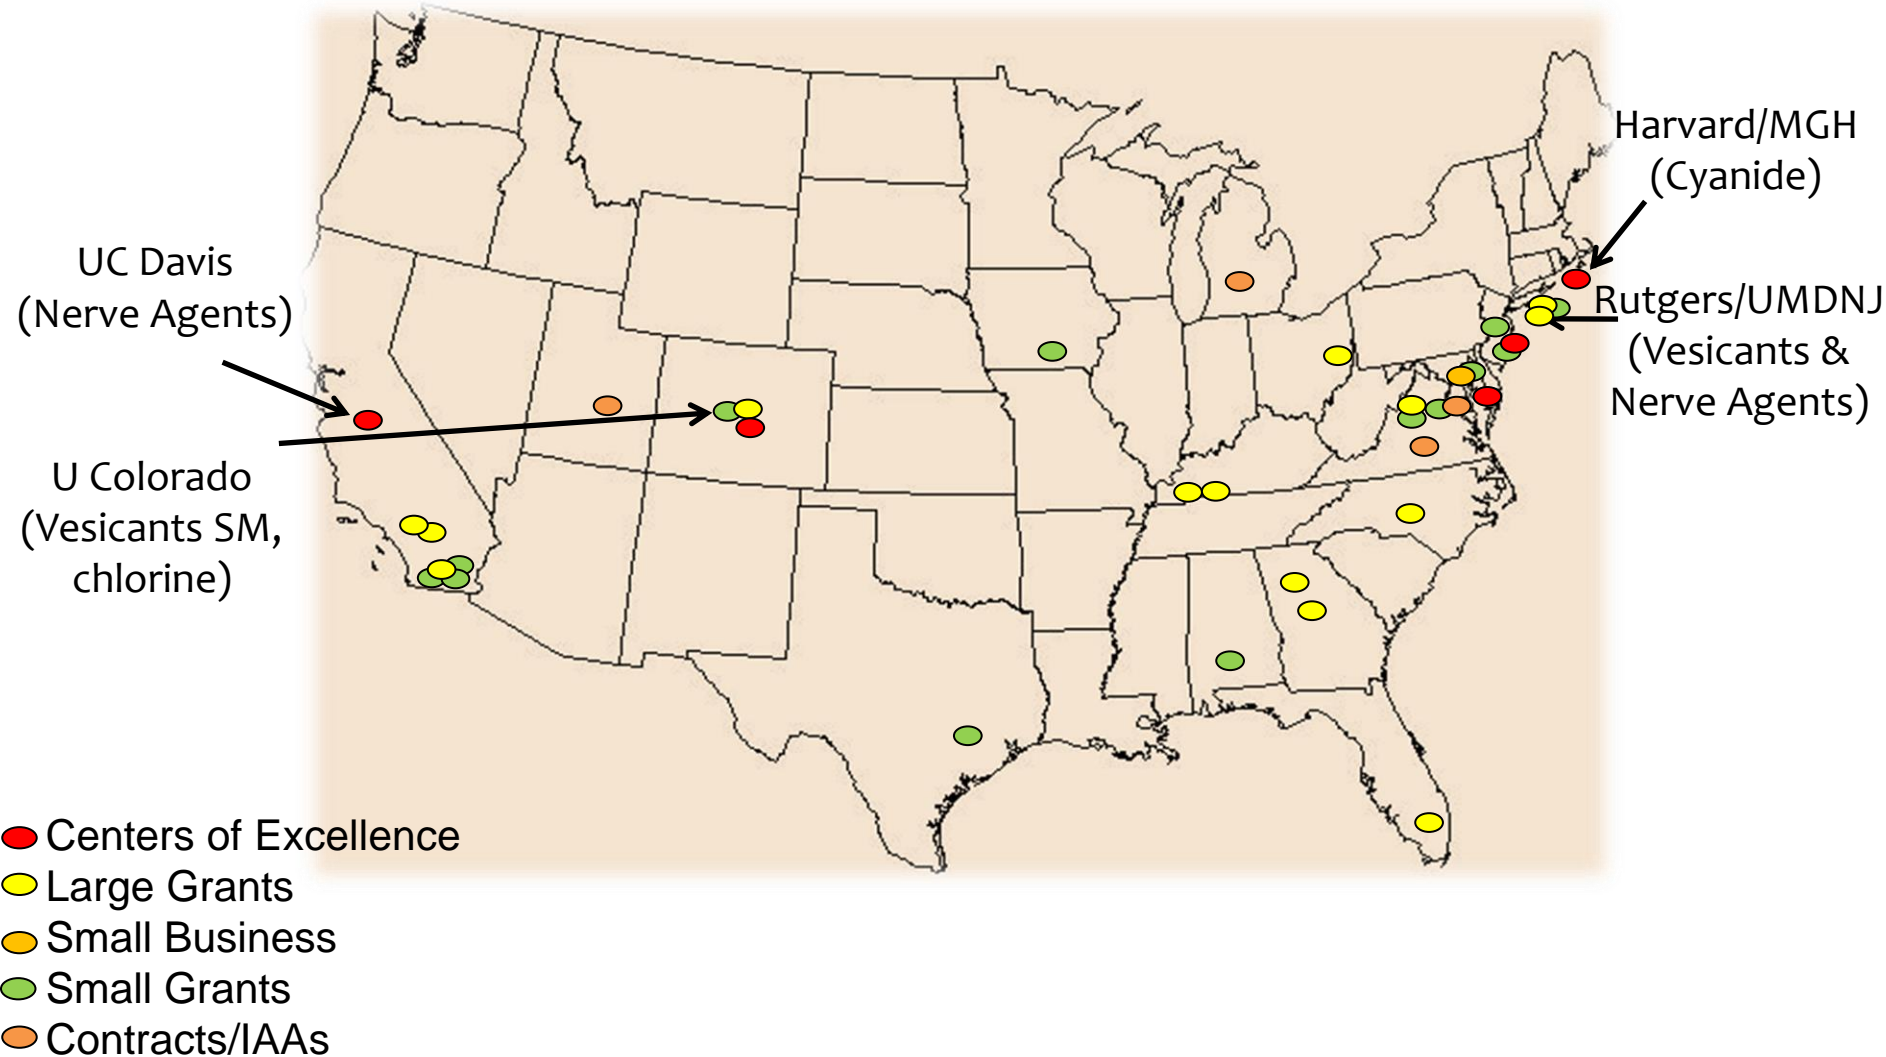 Harvard/MGH
(Cyanide)
UC Davis
(Nerve Agents)
Rutgers/UMDNJ
(Vesicants &
Nerve Agents)
U Colorado
(Vesicants SM,
chlorine)
Centers of Excellence
Large Grants
Small Business
Small Grants
Contracts/IAAs